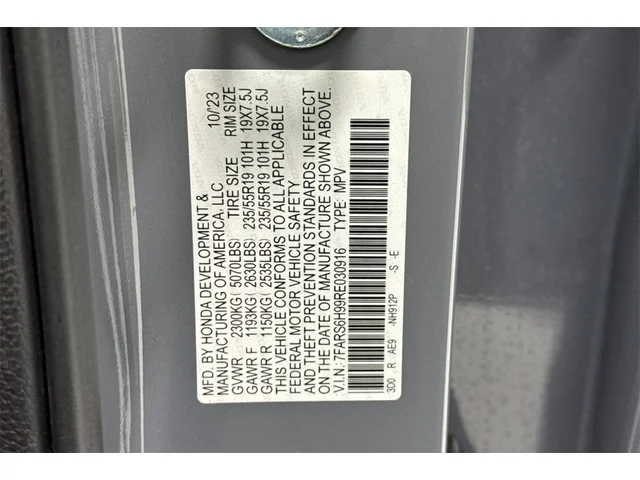 MFD. BY HONDA DEVELOPMENT & 10/'23
MANUFACTURING OF AMERICA, LLC
TIRE SIZE RIM SIZE
GVWR 2300KG( 5070LBS)
GAWR F 1193KG( 2630LBS) 235/55R19 101H 19X7.5J
GAWR R 1150KG( 2535LBS) 235/55R19 101H 19X7.5J
THIS VEHICLE CONFORMS TO ALL APPLICABLE
FEDERAL MOTOR VEHICLE SAFETY
AND THEFT PREVENTION STANDARDS IN EFFECT
ON THE DATE OF MANUFACTURE SHOWN ABOVE.
V.I.N.: 7FARS6H99RE030916 TYPE: MPV
3D0 R AE9 -NH912P -S -E